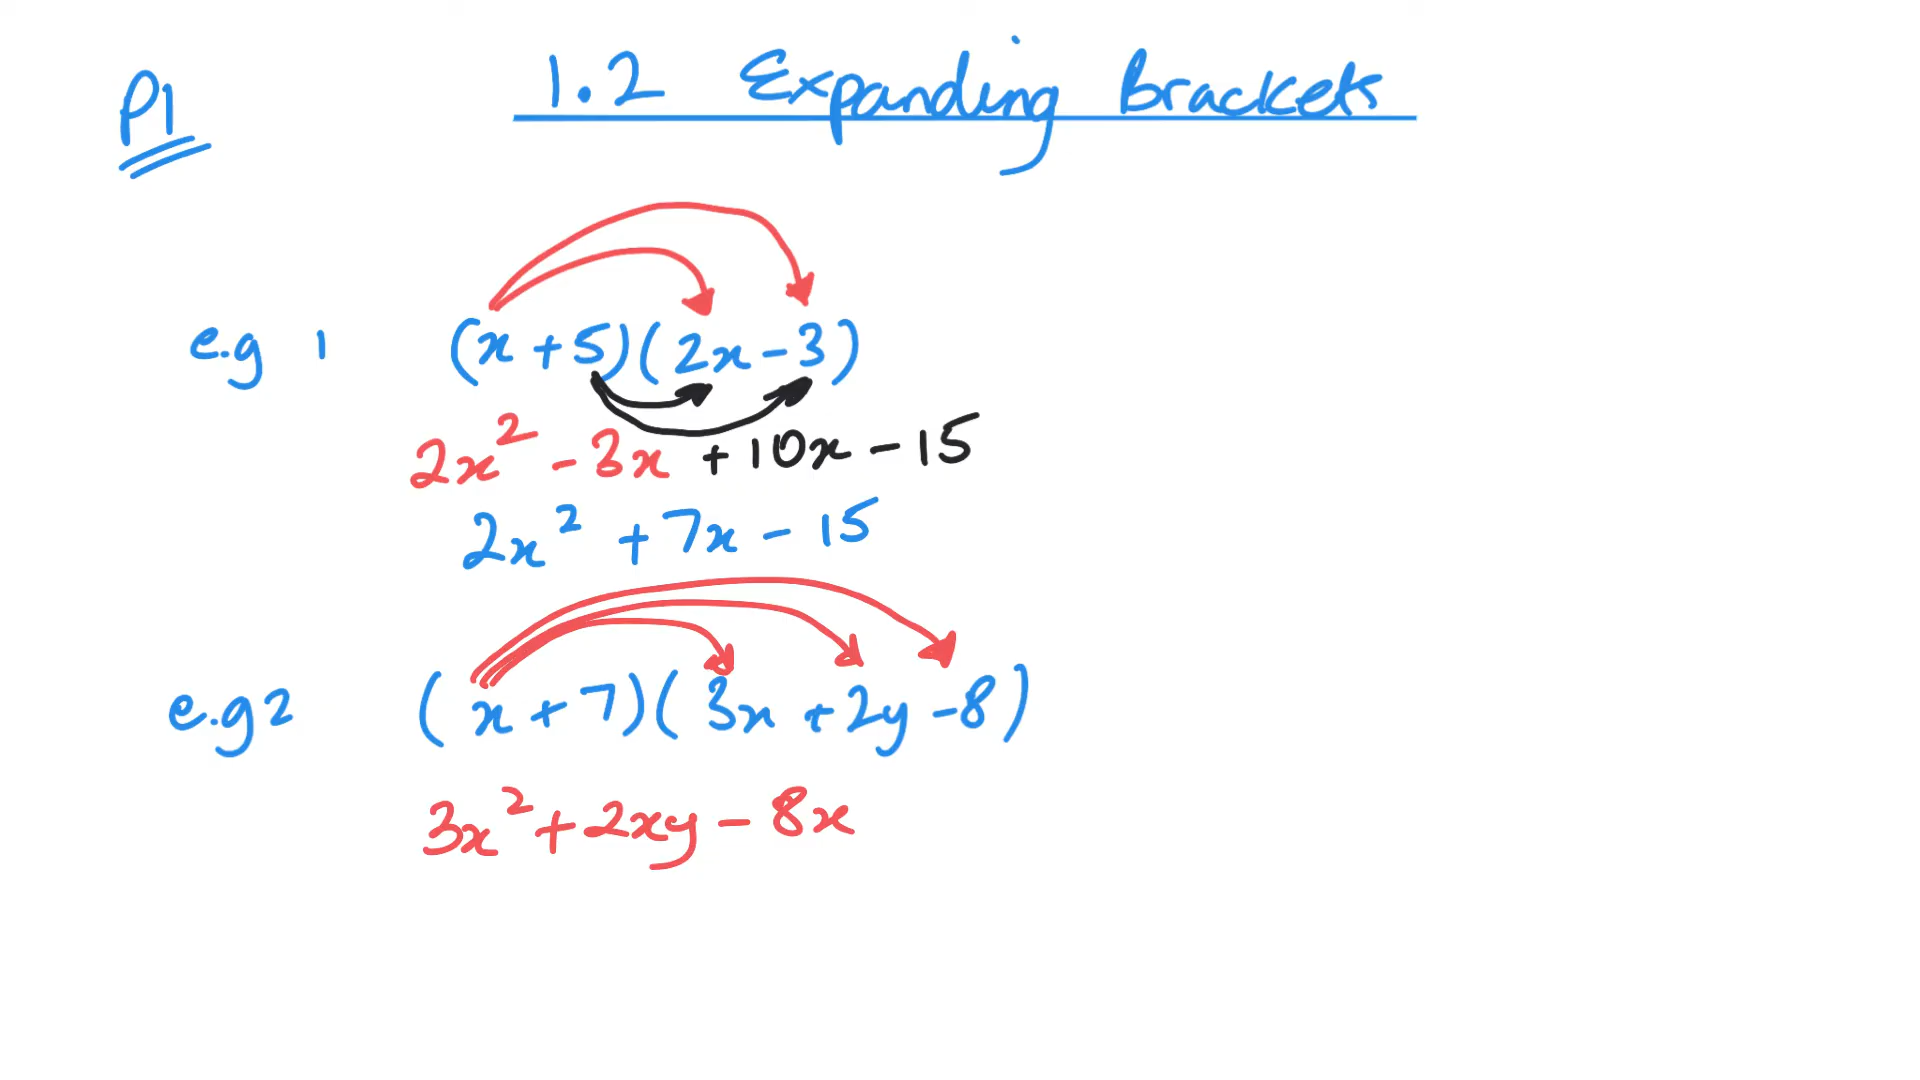 P1
1.2 Expanding Brackets
e.g 1 (x + 5)(2x - 3)
2x² - 3x + 10x - 15
2x² + 7x - 15
e.g 2 (x + 7)(3x + 2y - 8)
3x² + 2xy - 8x